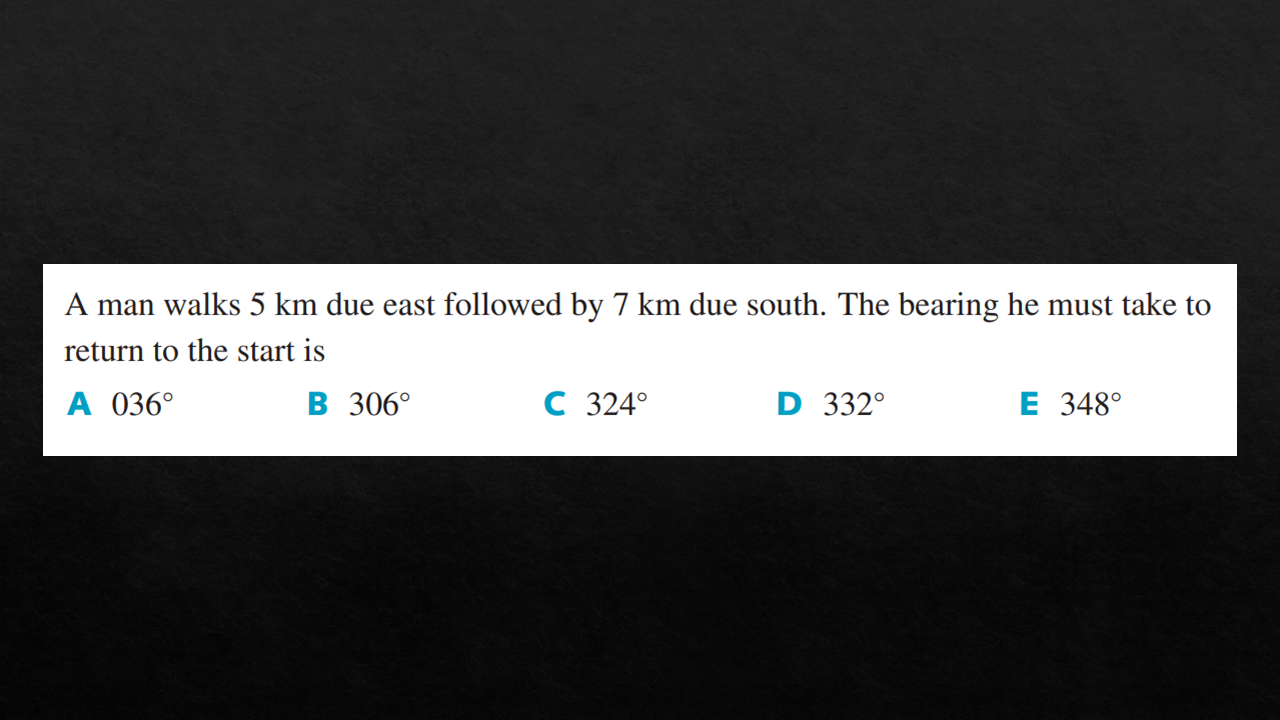 A man walks 5 km due east followed by 7 km due south. The bearing he must take to
return to the start is
A 036° B 306° C 324° D 332° E 348°